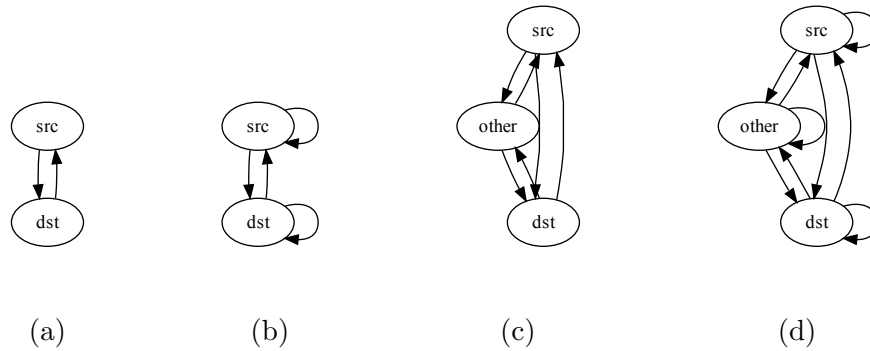 src
dst
(a)
src
dst
(b)
src
other
dst
(c)
src
other
dst
(d)